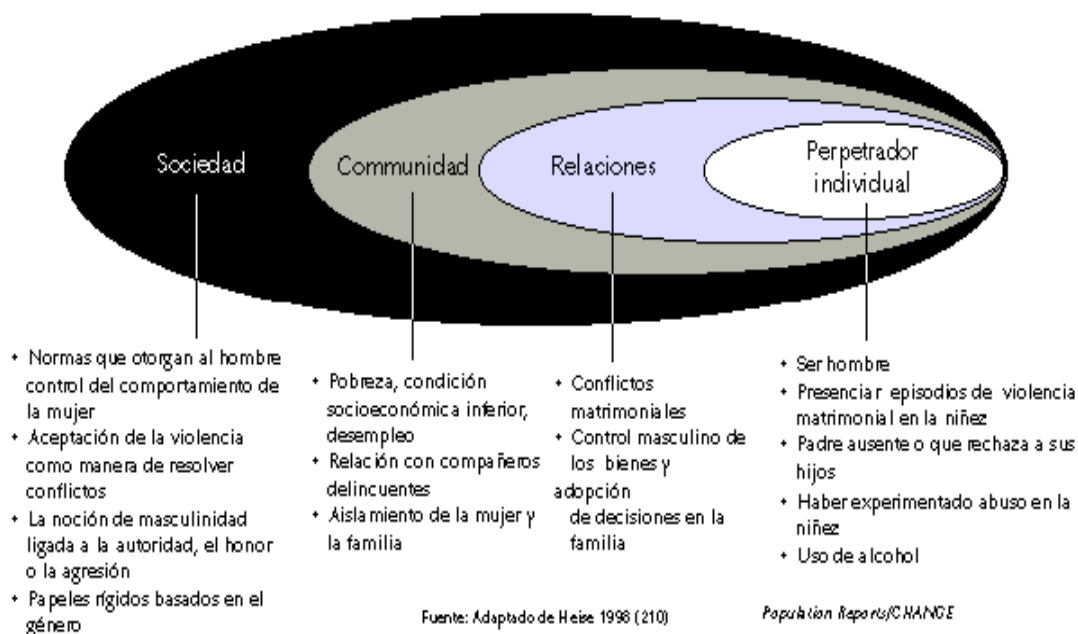 Sociedad
Communidad
Relaciones
Perpetrador
individual
• Normas que otorgan al hombre
control del comportamiento de
la mujer
• Aceptación de la violencia
como manera de resolver
conflictos
• La noción de masculinidad
ligada a la autoridad, el honor
o la agresión
• Papeles rígidos basados en el
género
• Pobreza, condición
socioeconómica inferior,
desempleo
• Relación con compañeros
delincuentes
• Aislamiento de la mujer y
la familia
• Conflictos
matrimoniales
• Control masculino de
los bienes y
adopción
de decisiones en la
familia
• Ser hombre
• Presenciar episodios de violencia
matrimonial en la niñez
• Padre ausente o que rechaza a sus
hijos
• Haber experimentado abuso en la
niñez
• Uso de alcohol
Fuente: Adaptado de Heise 1998 (210)
Population Reports/CHANGE